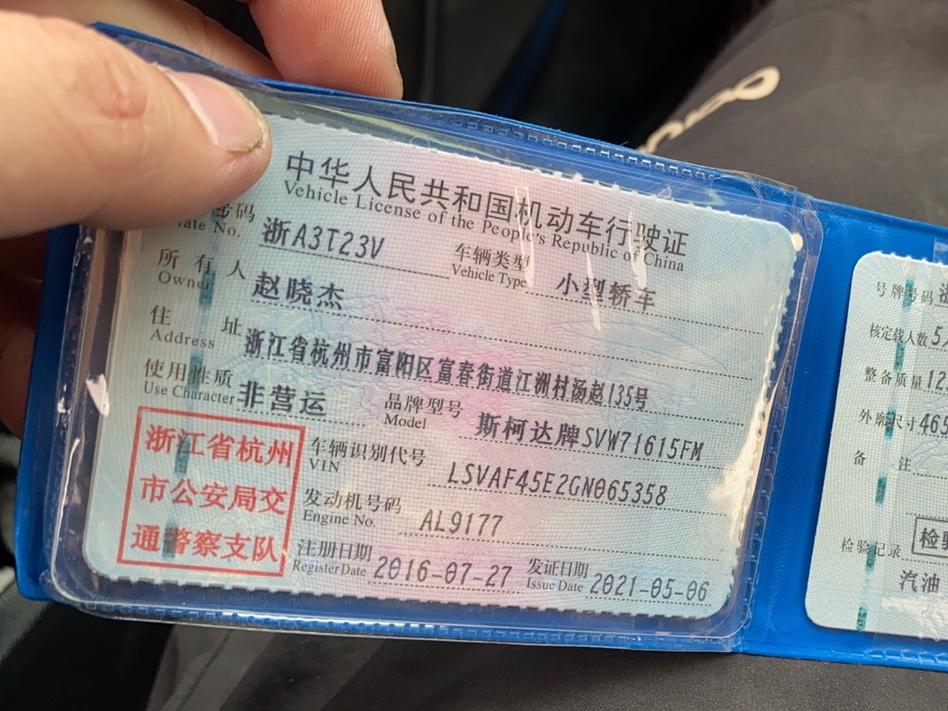 中华人民共和国机动车行驶证
Vehicle License of the People's Republic of China
号码 浙A3T23V 车辆类型 小型轿车
Plate No. Vehicle Type
所有人 赵晓杰
Owner
住址 浙江省杭州市富阳区富春街道江洲村汤赵135号
Address
使用性质 非营运 品牌型号 斯柯达牌SVW71615FM
Use Character Model
浙江省杭州
市公安局交
通警察支队
车辆识别代号 LSVAF45E2GN065358
VIN
发动机号码 AL9177
Engine No.
注册日期 2016-07-27 发证日期 2021-05-06
Register Date Issue Date
号牌号码 浙
核定载人数 5人
整备质量 12
外廓尺寸 465
备注
检验记录 检验
汽油